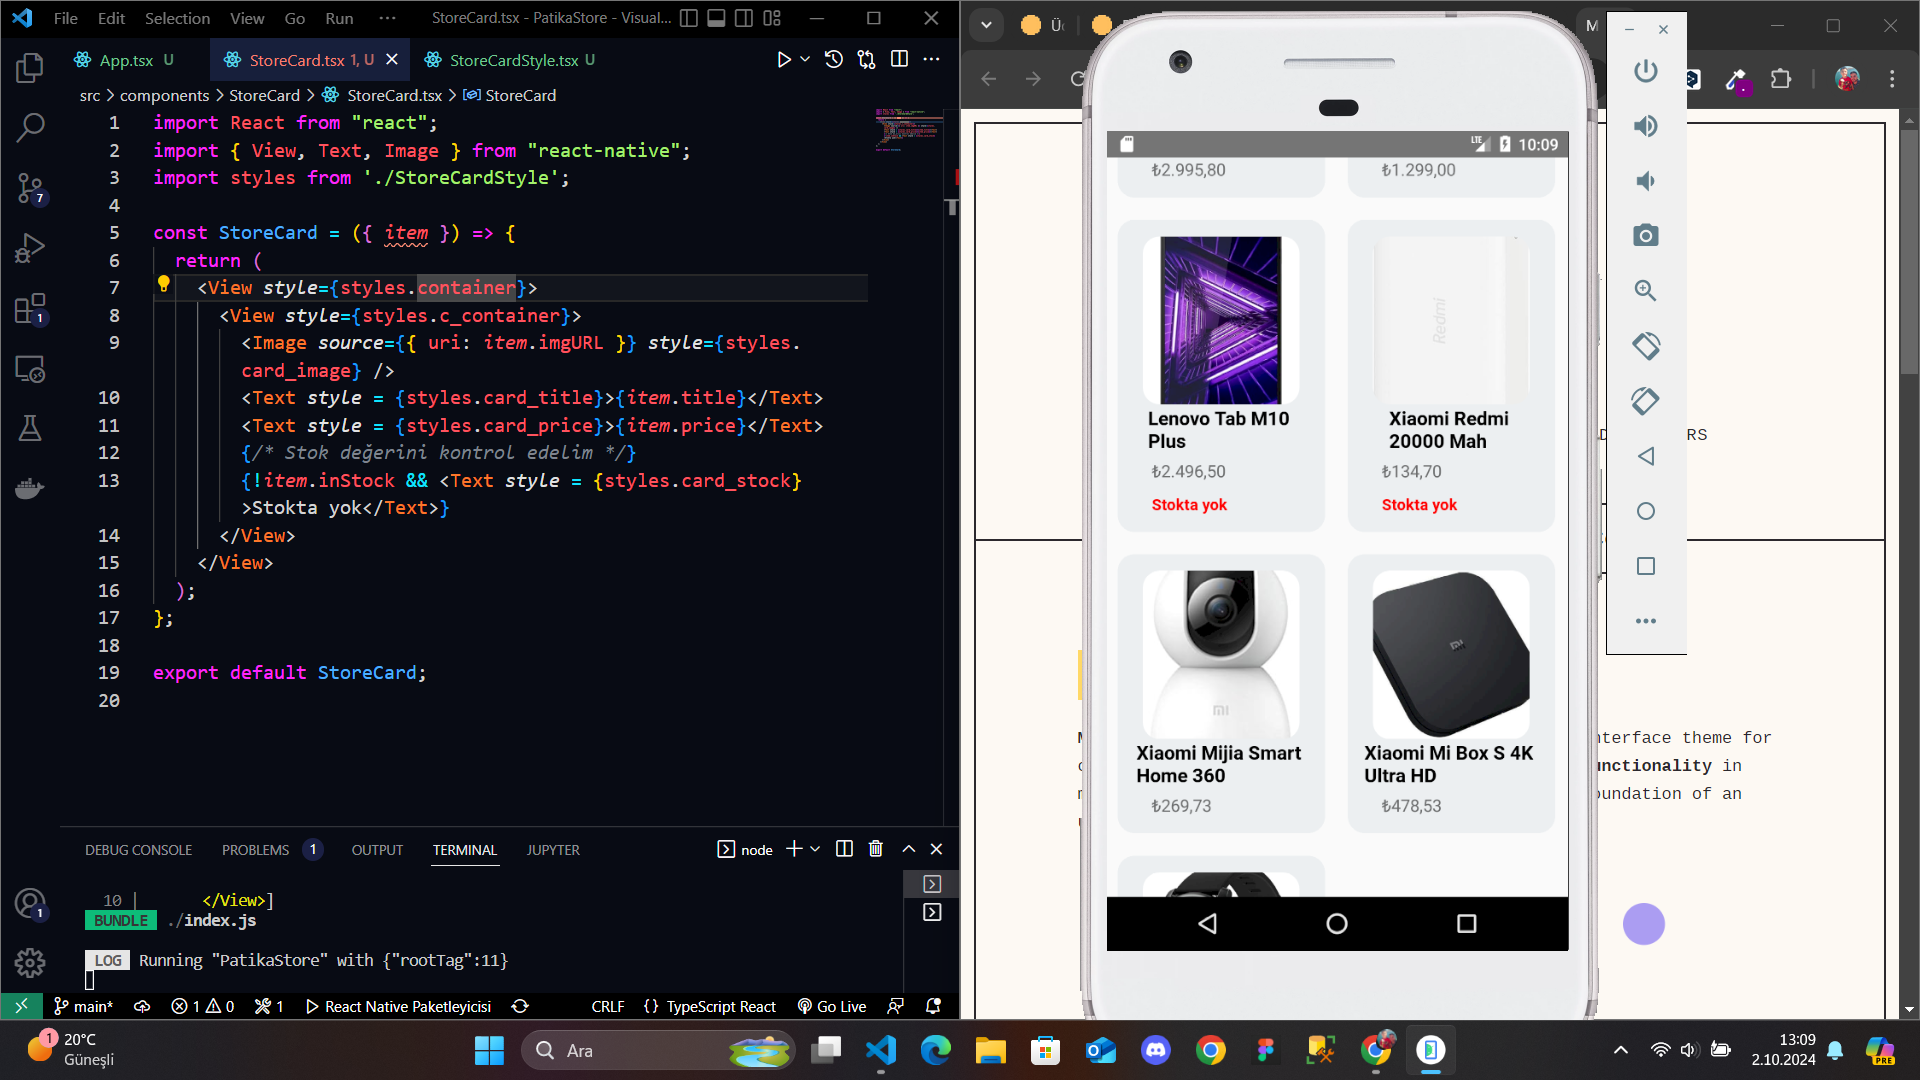 File Edit Selection View Go Run ··· StoreCard.tsx - PatikaStore - Visual...
App.tsx U StoreCard.tsx 1, U StoreCardStyle.tsx U
src > components > StoreCard > StoreCard.tsx > StoreCard
1 import React from "react";
2 import { View, Text, Image } from "react-native";
3 import styles from './StoreCardStyle';
4
5 const StoreCard = ({ item }) => {
6 return (
7 <View style={styles.container}>
8 <View style={styles.c_container}>
9 <Image source={{ uri: item.imgURL }} style={styles.
card_image} />
10 <Text style = {styles.card_title}>{item.title}</Text>
11 <Text style = {styles.card_price}>{item.price}</Text>
12 {/* Stok değerini kontrol edelim */}
13 {!item.inStock && <Text style = {styles.card_stock}
>Stokta yok</Text>}
14 </View>
15 </View>
16 );
17 };
18
19 export default StoreCard;
20
7
1
1
DEBUG CONSOLE PROBLEMS 1 OUTPUT TERMINAL JUPYTER node
10 | </View>]
BUNDLE ./index.js
LOG Running "PatikaStore" with {"rootTag":11}
main* 1 0 1 React Native Paketleyicisi CRLF {} TypeScript React Go Live
LTE 10:09
₺2.995,80
₺1.299,00
Redmi
Lenovo Tab M10
Plus
₺2.496,50
Stokta yok
Xiaomi Redmi
20000 Mah
₺134,70
Stokta yok
Xiaomi Mijia Smart
Home 360
₺269,73
Xiaomi Mi Box S 4K
Ultra HD
₺478,53
RS
nterface theme for
unctionality in
oundation of an
1 20°C
Güneşli
Ara
13:09
2.10.2024
PRE